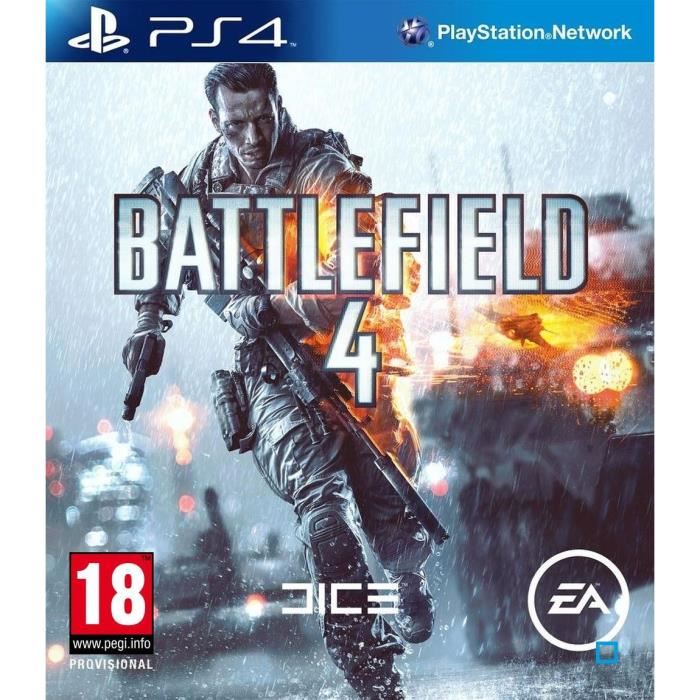 PS4
PlayStation®Network
BATTLEFIELD
4
18
www.pegi.info
PROVISIONAL
DICE
EA